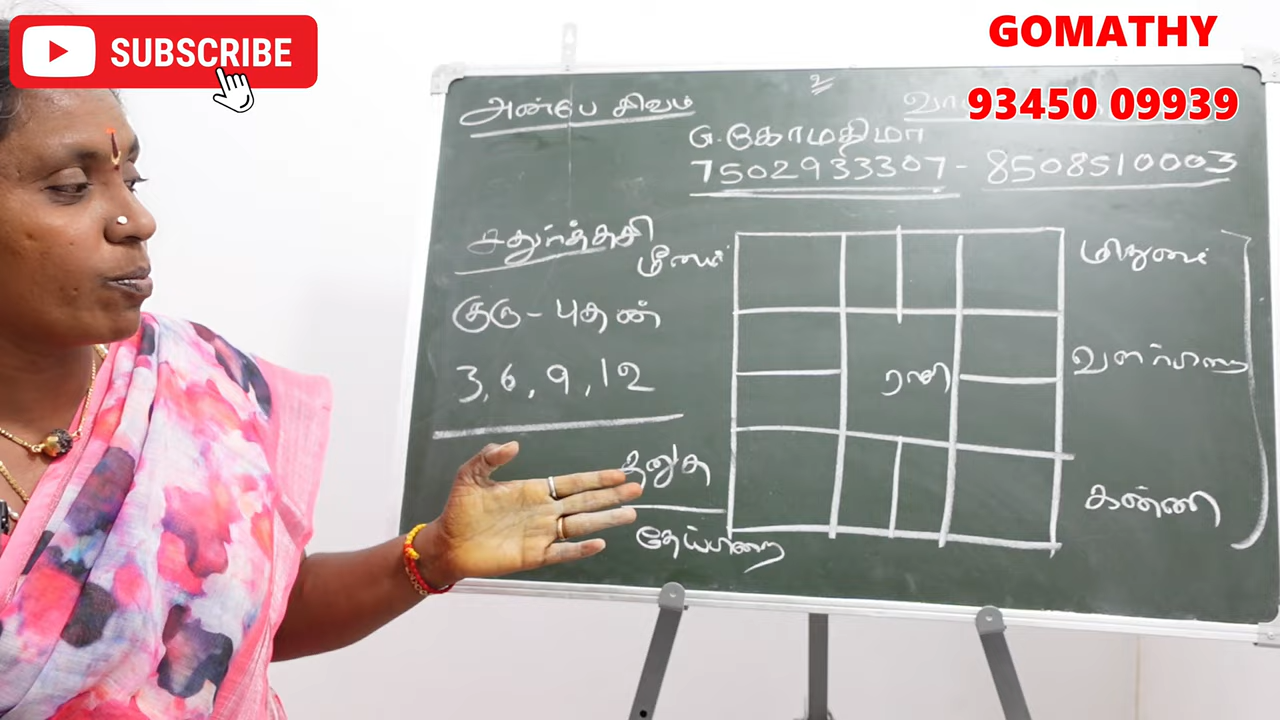 SUBSCRIBE
GOMATHY
93450 09939
அன்பே சிவம்
G.கோமதிமா
7502933307 - 8508510003
சதுர்த்தசி
மீனம்
மிதுனம்
குரு - புதன்
வளர்பிறை
3, 6, 9, 12
ராசி
தனுசு
கன்னி
தேய்பிறை